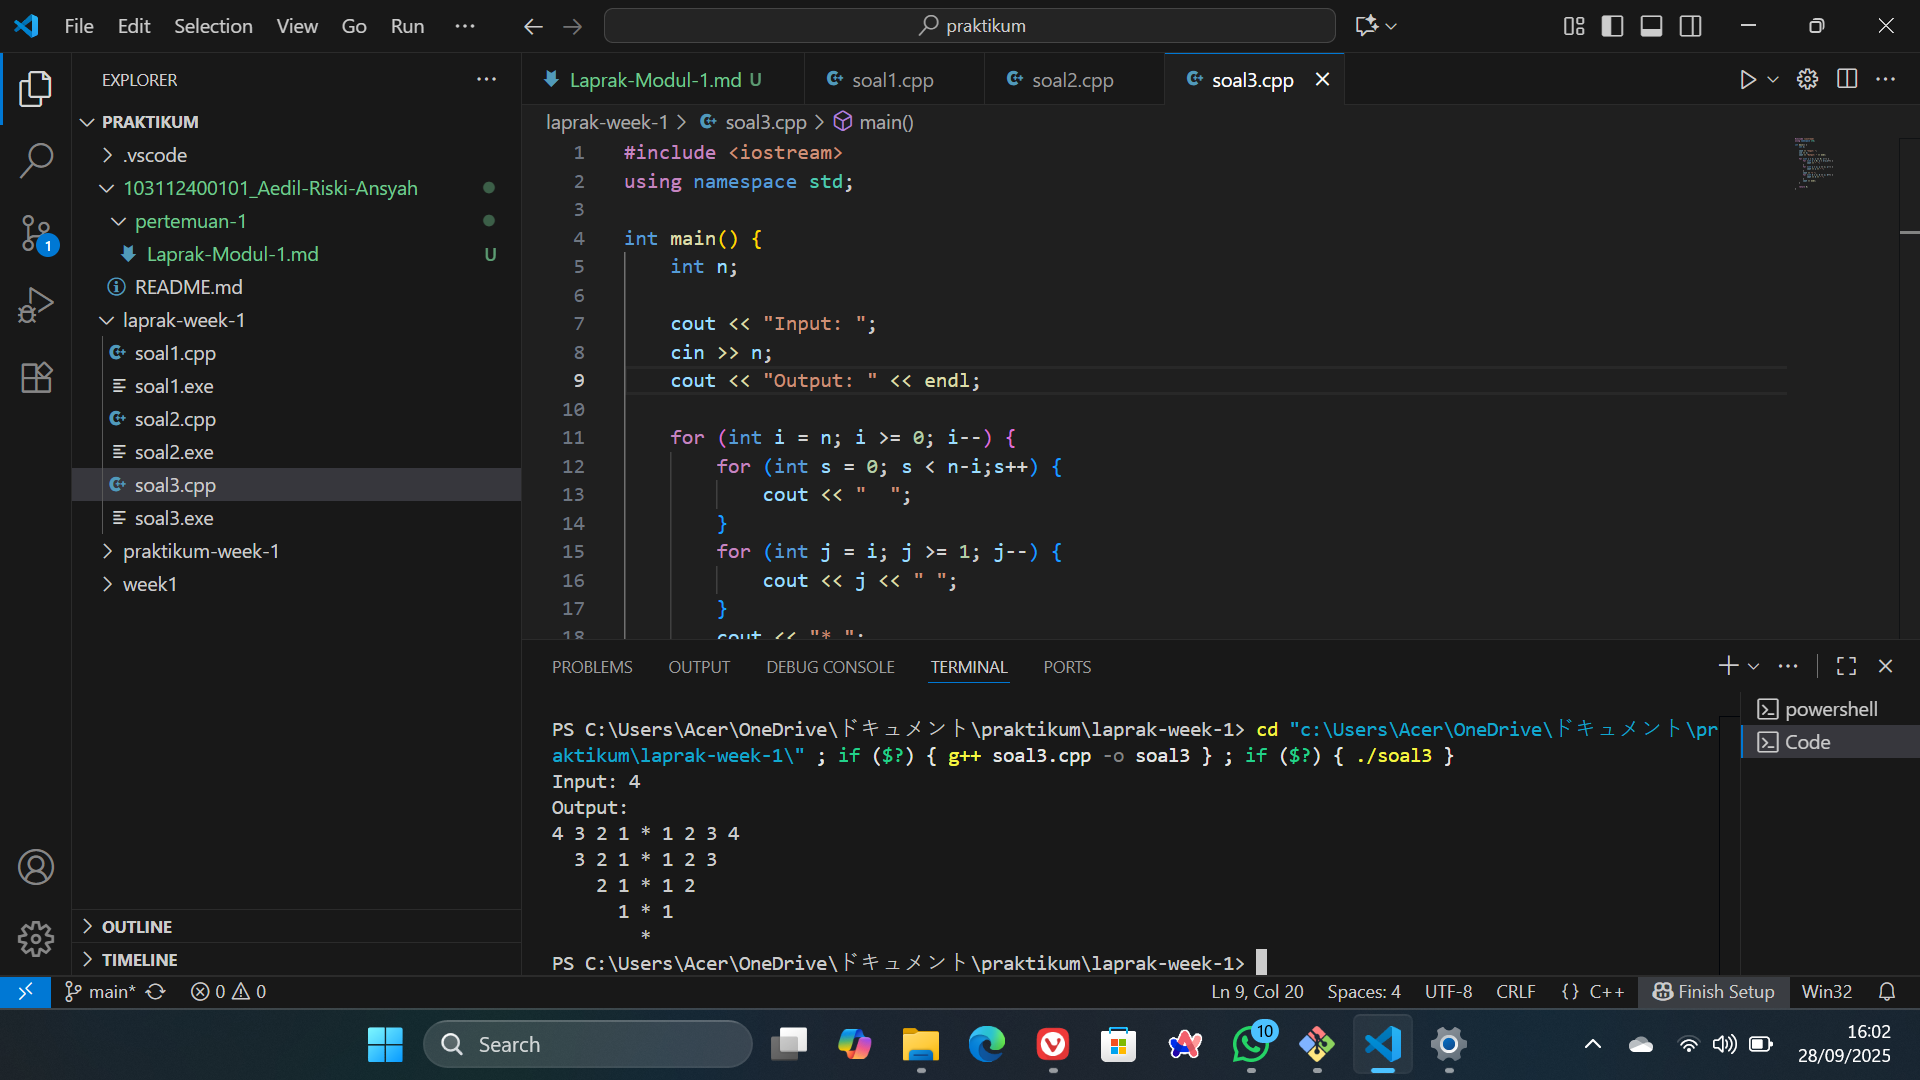 File Edit Selection View Go Run ··· praktikum
EXPLORER ···
PRAKTIKUM
.vscode
103112400101_Aedil-Riski-Ansyah
pertemuan-1
Laprak-Modul-1.md U
README.md
laprak-week-1
soal1.cpp
soal1.exe
soal2.cpp
soal2.exe
soal3.cpp
soal3.exe
praktikum-week-1
week1
OUTLINE
TIMELINE
1
Laprak-Modul-1.md U soal1.cpp soal2.cpp soal3.cpp
laprak-week-1 > soal3.cpp > main()
1 #include <iostream>
2 using namespace std;
3
4 int main() {
5     int n;
6
7     cout << "Input: ";
8     cin >> n;
9     cout << "Output: " << endl;
10
11     for (int i = n; i >= 0; i--) {
12         for (int s = 0; s < n-i;s++) {
13             cout << "  ";
14         }
15         for (int j = i; j >= 1; j--) {
16             cout << j << " ";
17         }
18         cout << "* ";
PROBLEMS OUTPUT DEBUG CONSOLE TERMINAL PORTS
powershell
Code
PS C:\Users\Acer\OneDrive\ドキュメント\praktikum\laprak-week-1> cd "c:\Users\Acer\OneDrive\ドキュメント\pr
aktikum\laprak-week-1\" ; if ($?) { g++ soal3.cpp -o soal3 } ; if ($?) { ./soal3 }
Input: 4
Output:
4 3 2 1 * 1 2 3 4
  3 2 1 * 1 2 3
    2 1 * 1 2
      1 * 1
        *
PS C:\Users\Acer\OneDrive\ドキュメント\praktikum\laprak-week-1>
main* 0 0 Ln 9, Col 20 Spaces: 4 UTF-8 CRLF {} C++ Finish Setup Win32
Search 10 16:02
28/09/2025